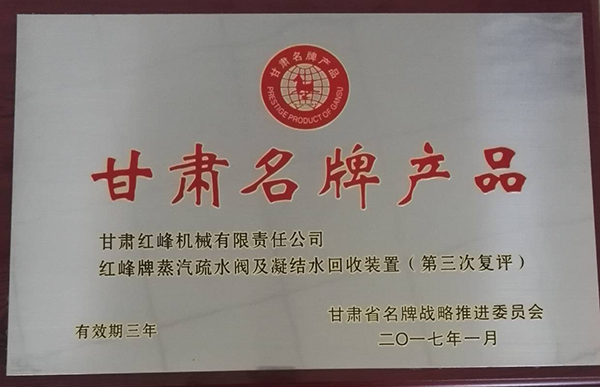 甘肃名牌产品
PRESTIGE PRODUCT OF GANSU
甘肃名牌产品
甘肃红峰机械有限责任公司
红峰牌蒸汽疏水阀及凝结水回收装置（第三次复评）
甘肃省名牌战略推进委员会
有效期三年
二〇一七年一月